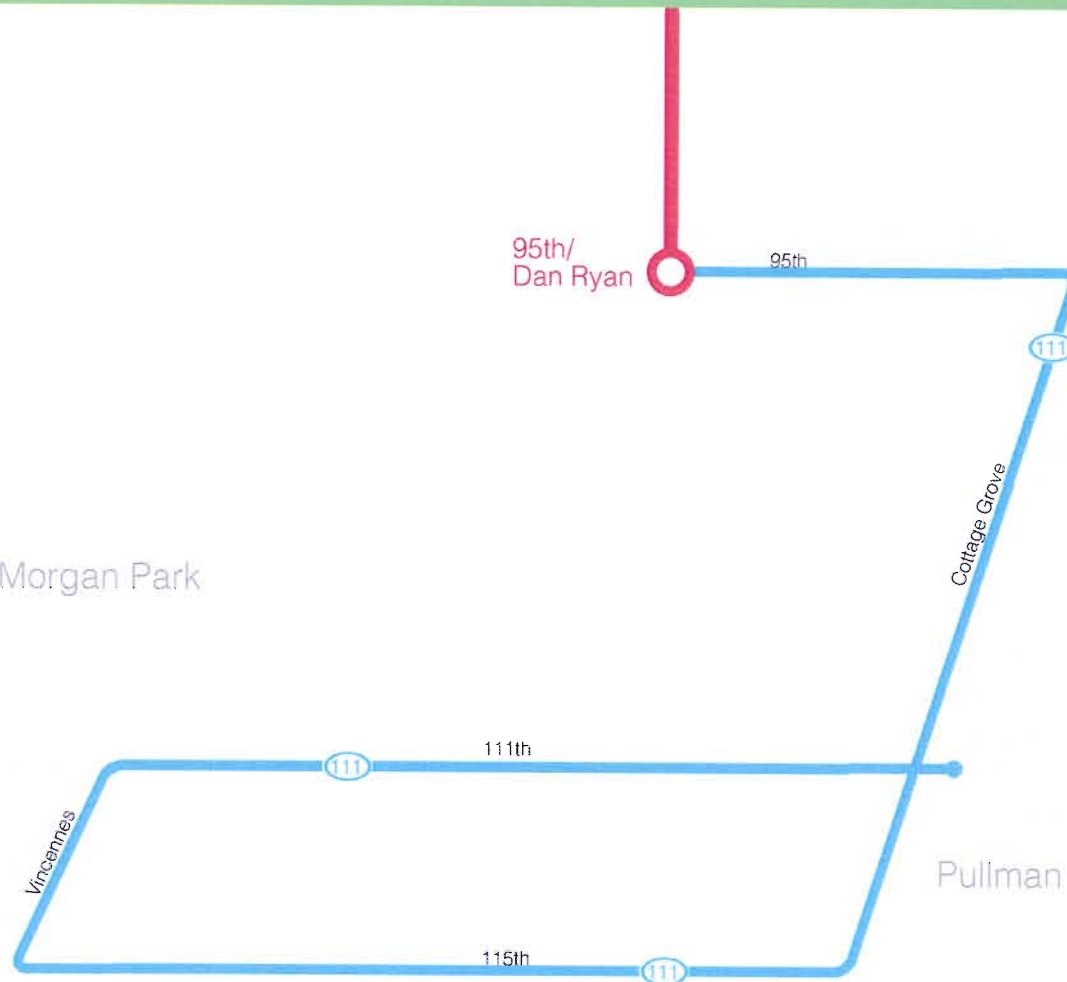 95th/
Dan Ryan
95th
111
Cottage Grove
Morgan Park
111th
111
Vincennes
Pullman
115th
111